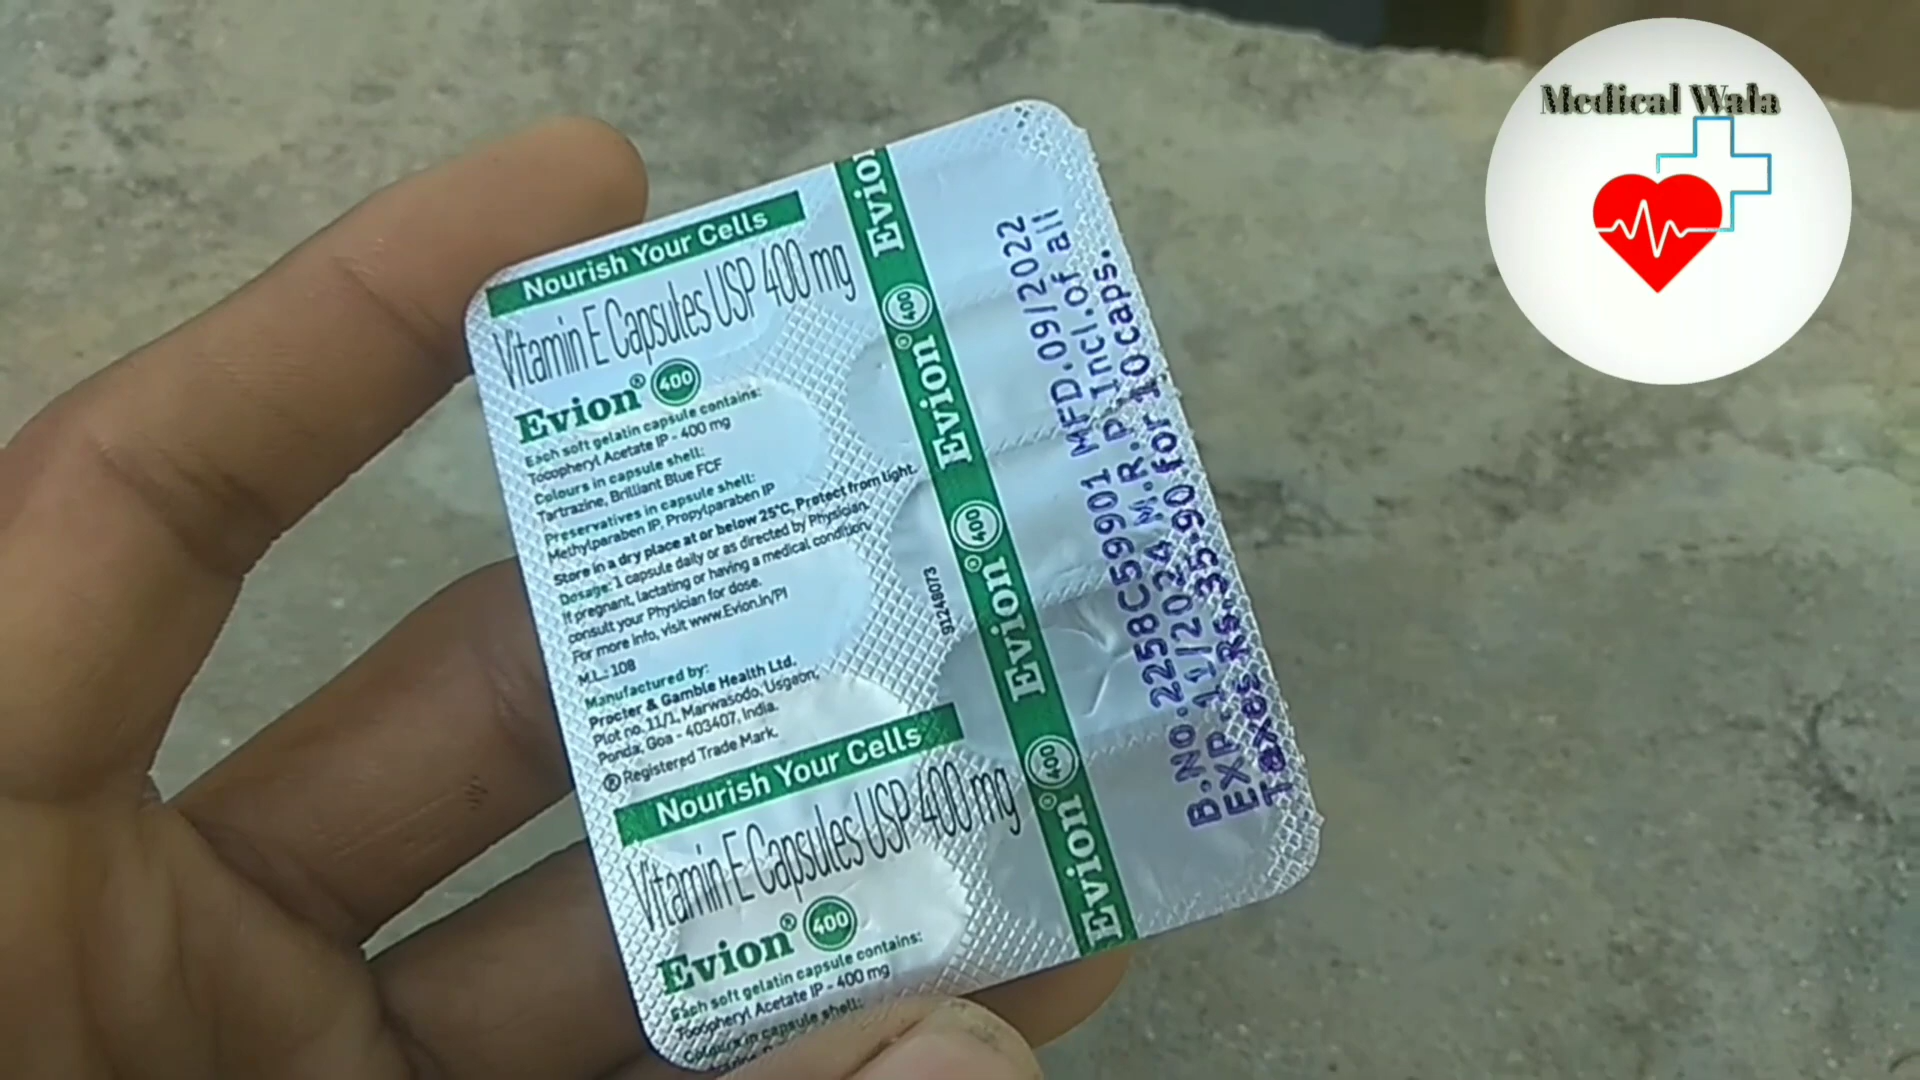 Medical Wala
Nourish Your Cells
Vitamin E Capsules USP 400 mg
Evion® 400
Each soft gelatin capsule contains:
Tocopheryl Acetate IP - 400 mg
Colours in capsule shell:
Tartrazine, Brilliant Blue FCF
Preservatives in capsule shell:
Methylparaben IP, Propylparaben IP
Store in a dry place at or below 25°C. Protect from light.
Dosage: 1 capsule daily or as directed by Physician.
If pregnant, lactating or having a medical condition,
consult your Physician for dose.
For more info, visit www.Evion.in/PI
M.L.: 108
Manufactured by:
Procter & Gamble Health Ltd.
Plot no. 11/1, Marwasodo, Usgaon,
Ponda, Goa - 403407, India.
® Registered Trade Mark.
Nourish Your Cells
Vitamin E Capsules USP 400 mg
Evion® 400
Each soft gelatin capsule contains:
Tocopheryl Acetate IP - 400 mg
Colours in capsule shell:
91248073
Evion® 400 Evion® 400 Evion® 400 Evion
B.No.2258C59901 MFD.09/2022
EXP.11/2024 M.R.P.Incl.of all
Taxes Rs.35.90 for 10caps.